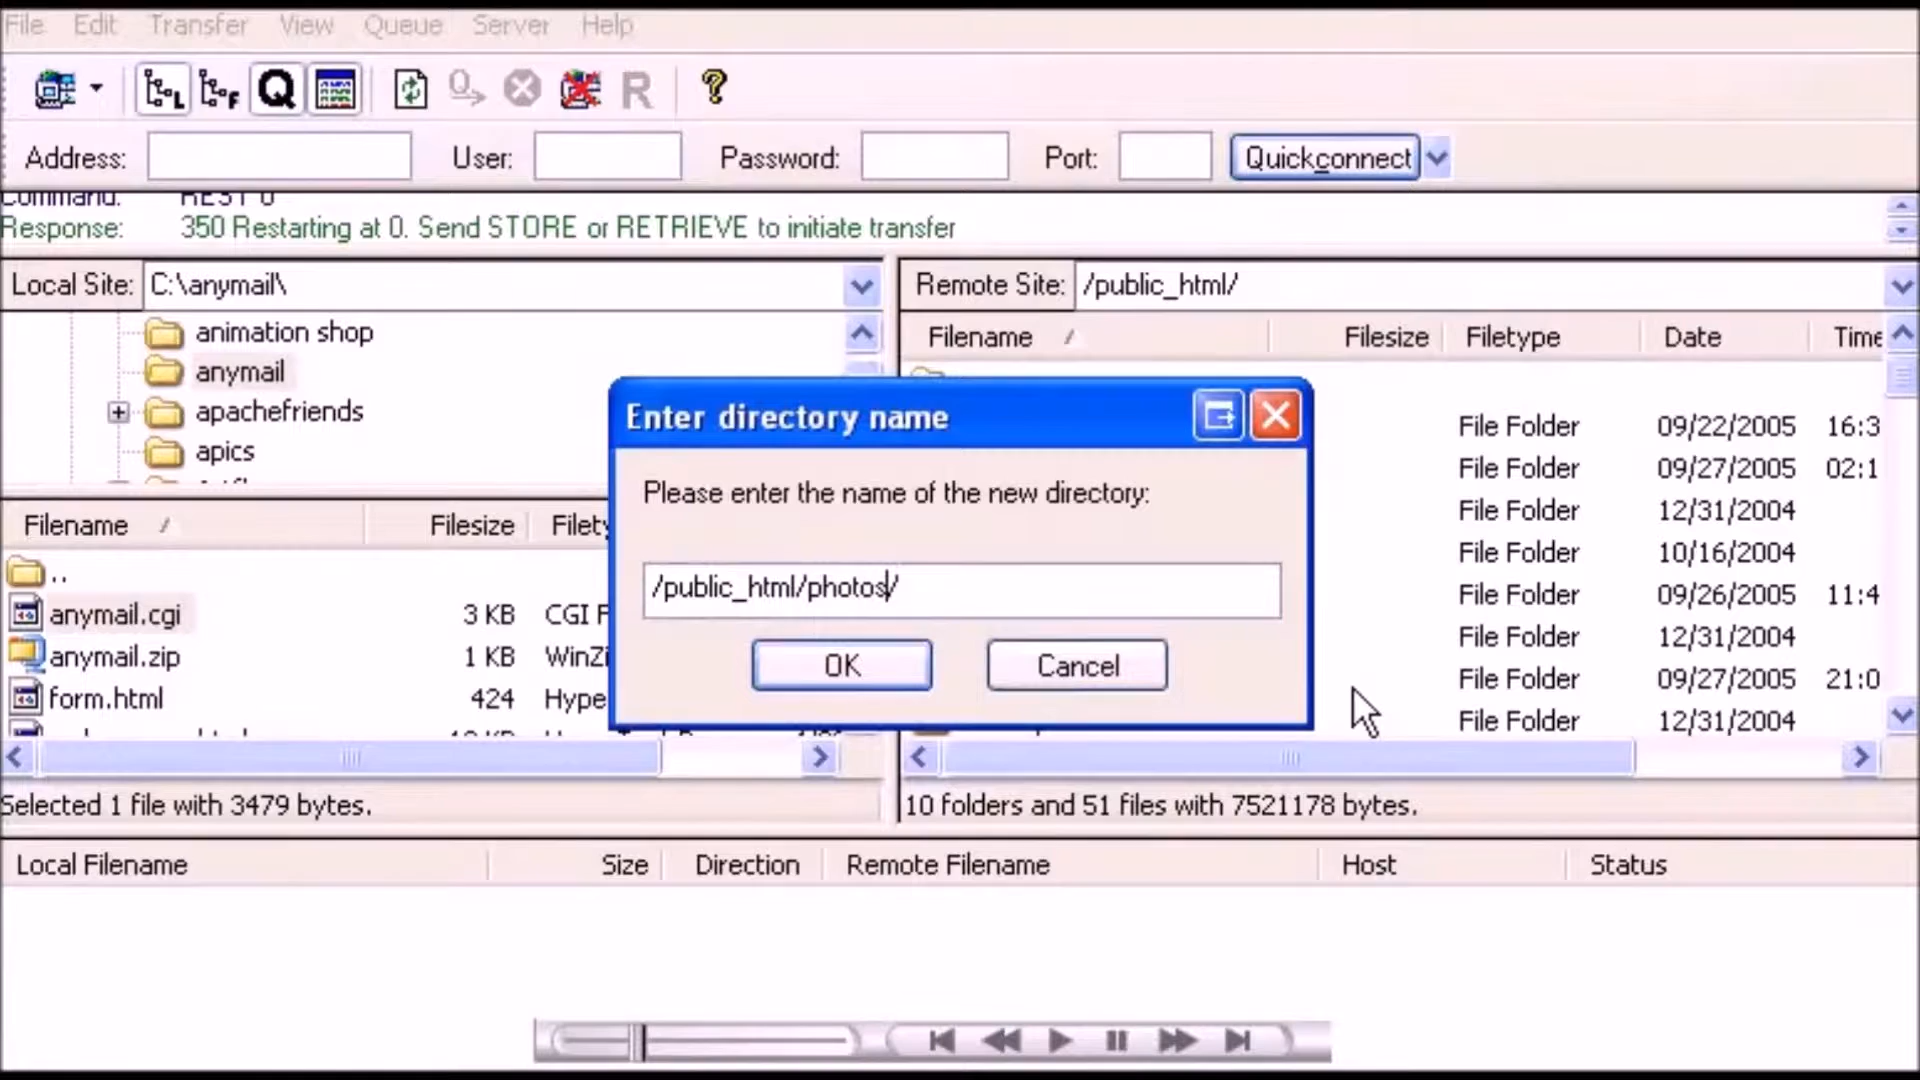 File Edit Transfer View Queue Server Help
Address: User: Password: Port: Quickconnect
Command: REST 0
Response: 350 Restarting at 0. Send STORE or RETRIEVE to initiate transfer
Local Site: C:\anymail\
Remote Site: /public_html/
animation shop
anymail
apachefriends
apics
Filename Filesize
anymail.cgi 3 KB
anymail.zip 1 KB
form.html 424
Selected 1 file with 3479 bytes.
Enter directory name
Please enter the name of the new directory:
/public_html/photos/
OK Cancel
Filename Filesize Filetype Date Time
File Folder 09/22/2005 16:3
File Folder 09/27/2005 02:1
File Folder 12/31/2004
File Folder 10/16/2004
File Folder 09/26/2005 11:4
File Folder 12/31/2004
File Folder 09/27/2005 21:0
File Folder 12/31/2004
10 folders and 51 files with 7521178 bytes.
Local Filename Size Direction Remote Filename Host Status